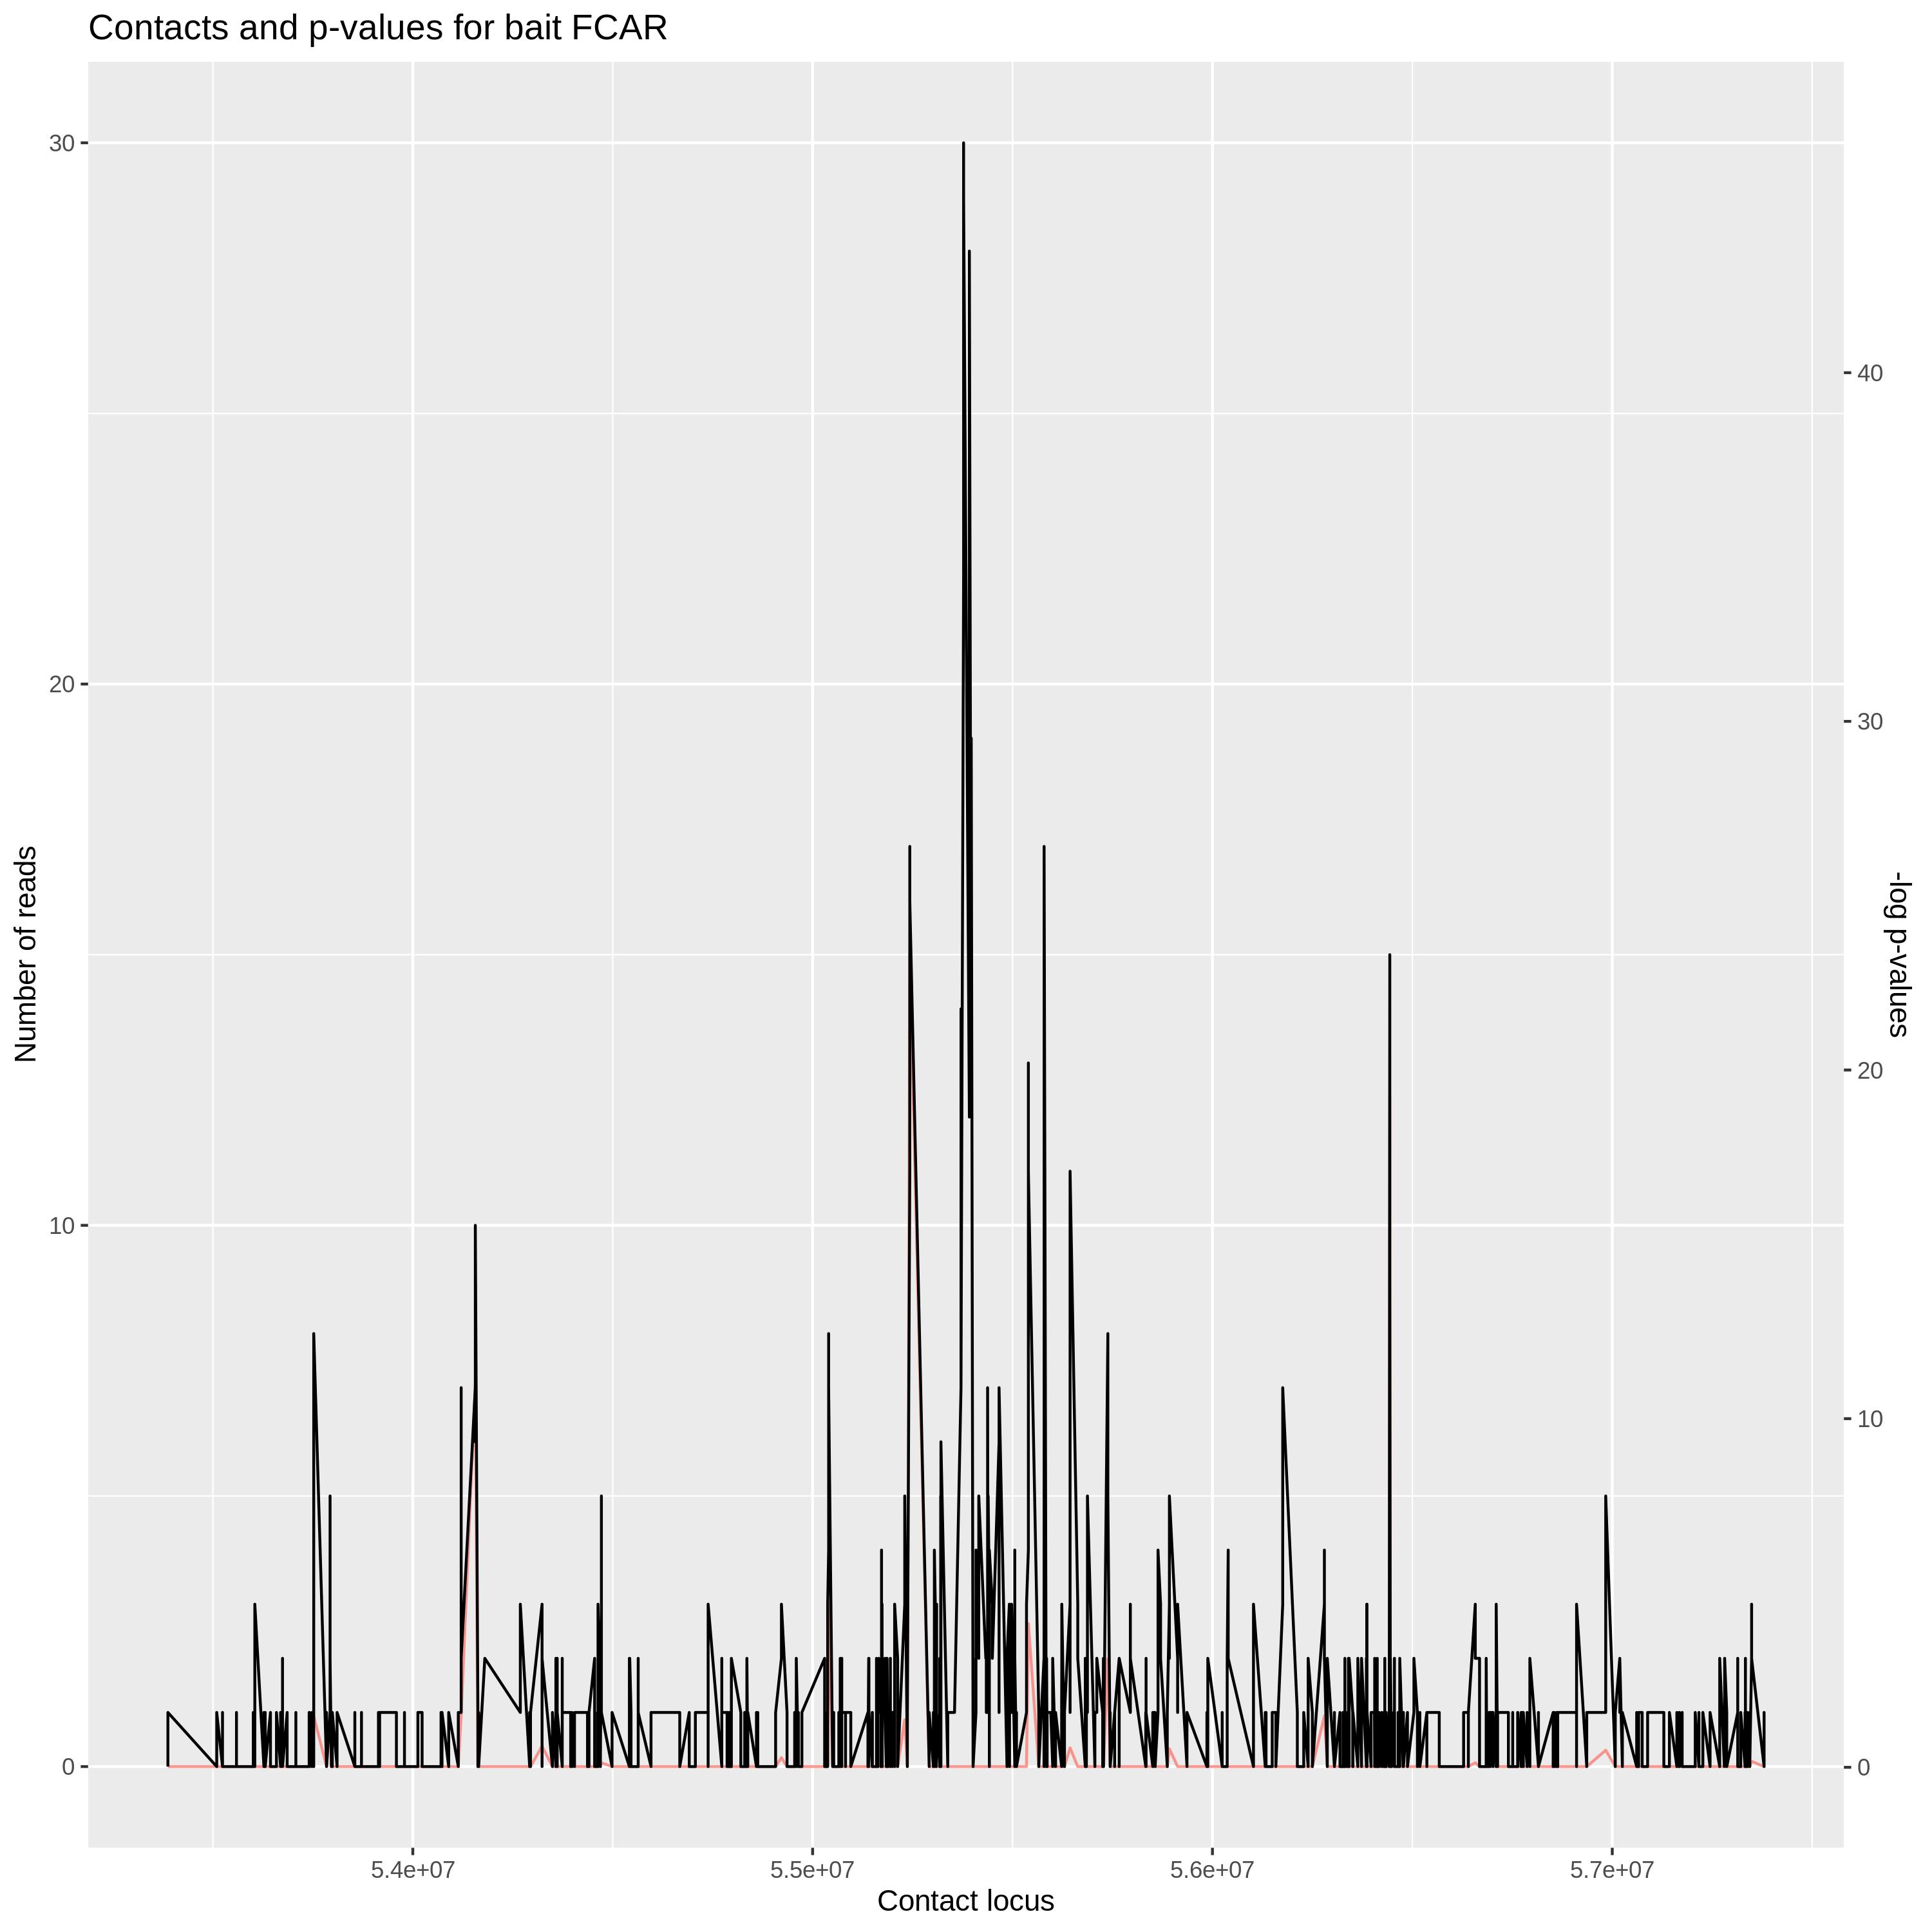 Contacts and p-values for bait FCAR
30
20
10
0
Number of reads
40
30
20
10
0
-log p-values
5.4e+07 5.5e+07 5.6e+07 5.7e+07
Contact locus